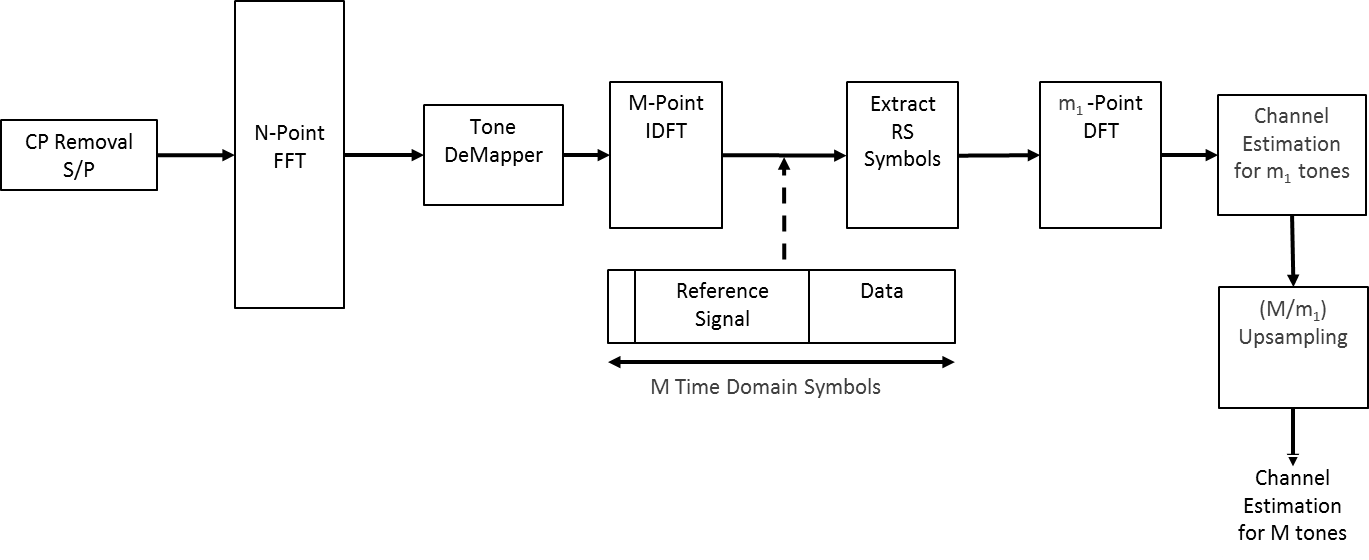 CP Removal
S/P
N-Point
FFT
Tone
DeMapper
M-Point
IDFT
Extract
RS
Symbols
m₁ -Point
DFT
Channel
Estimation
for m₁ tones
Reference
Signal
Data
M Time Domain Symbols
(M/m₁)
Upsampling
Channel
Estimation
for M tones